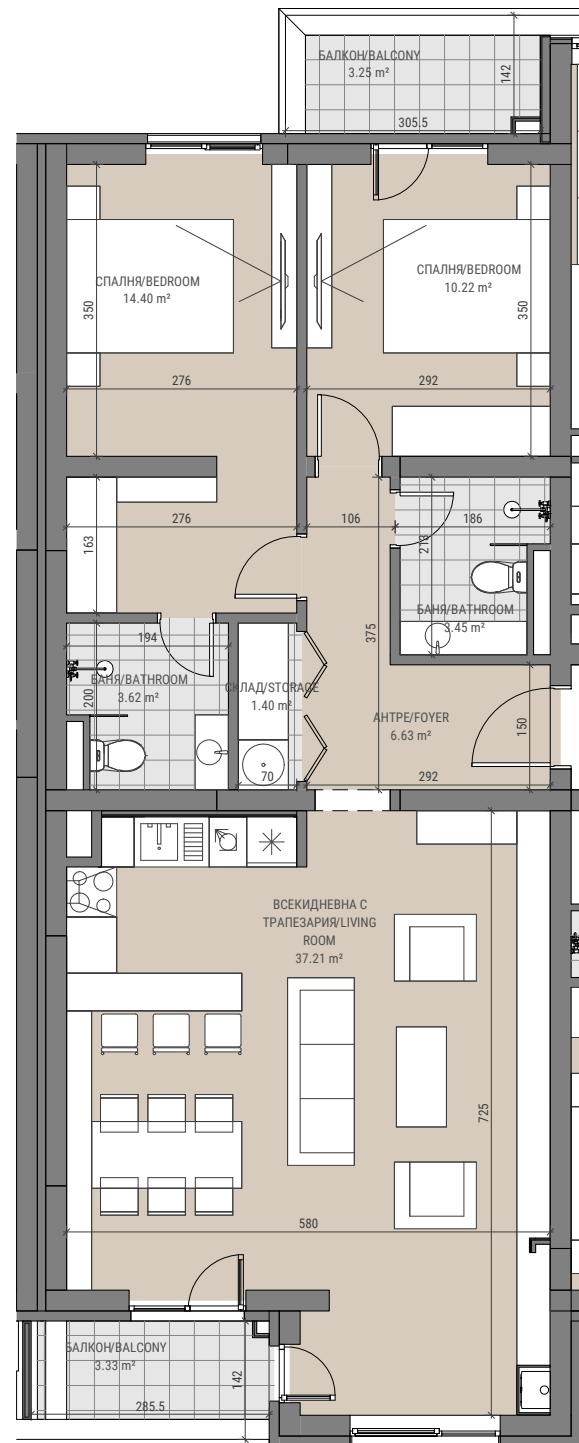 БАЛКОН/BALCONY
3.25 m²
142
305.5
СПАЛНЯ/BEDROOM
14.40 m²
350
276
СПАЛНЯ/BEDROOM
10.22 m²
350
292
276
163
106
186
213
БАНЯ/BATHROOM
3.45 m²
375
194
БАНЯ/BATHROOM
3.62 m²
200
СКЛАД/STORAGE
1.40 m²
70
АНТРЕ/FOYER
6.63 m²
150
292
ВСЕКИДНЕВНА С
ТРАПЕЗАРИЯ/LIVING
ROOM
37.21 m²
725
580
БАЛКОН/BALCONY
3.33 m²
142
285.5